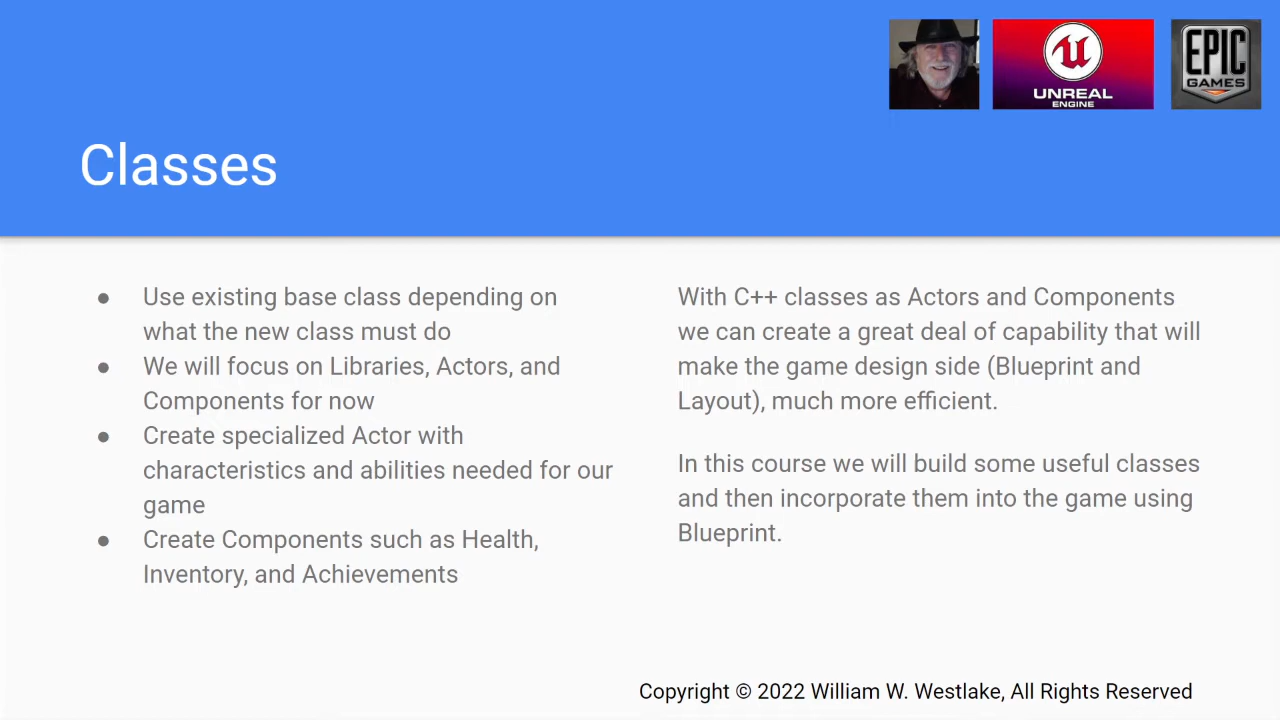 UNREAL
ENGINE
EPIC
GAMES
Classes
● Use existing base class depending on
what the new class must do
● We will focus on Libraries, Actors, and
Components for now
● Create specialized Actor with
characteristics and abilities needed for our
game
● Create Components such as Health,
Inventory, and Achievements
With C++ classes as Actors and Components
we can create a great deal of capability that will
make the game design side (Blueprint and
Layout), much more efficient.
In this course we will build some useful classes
and then incorporate them into the game using
Blueprint.
Copyright © 2022 William W. Westlake, All Rights Reserved